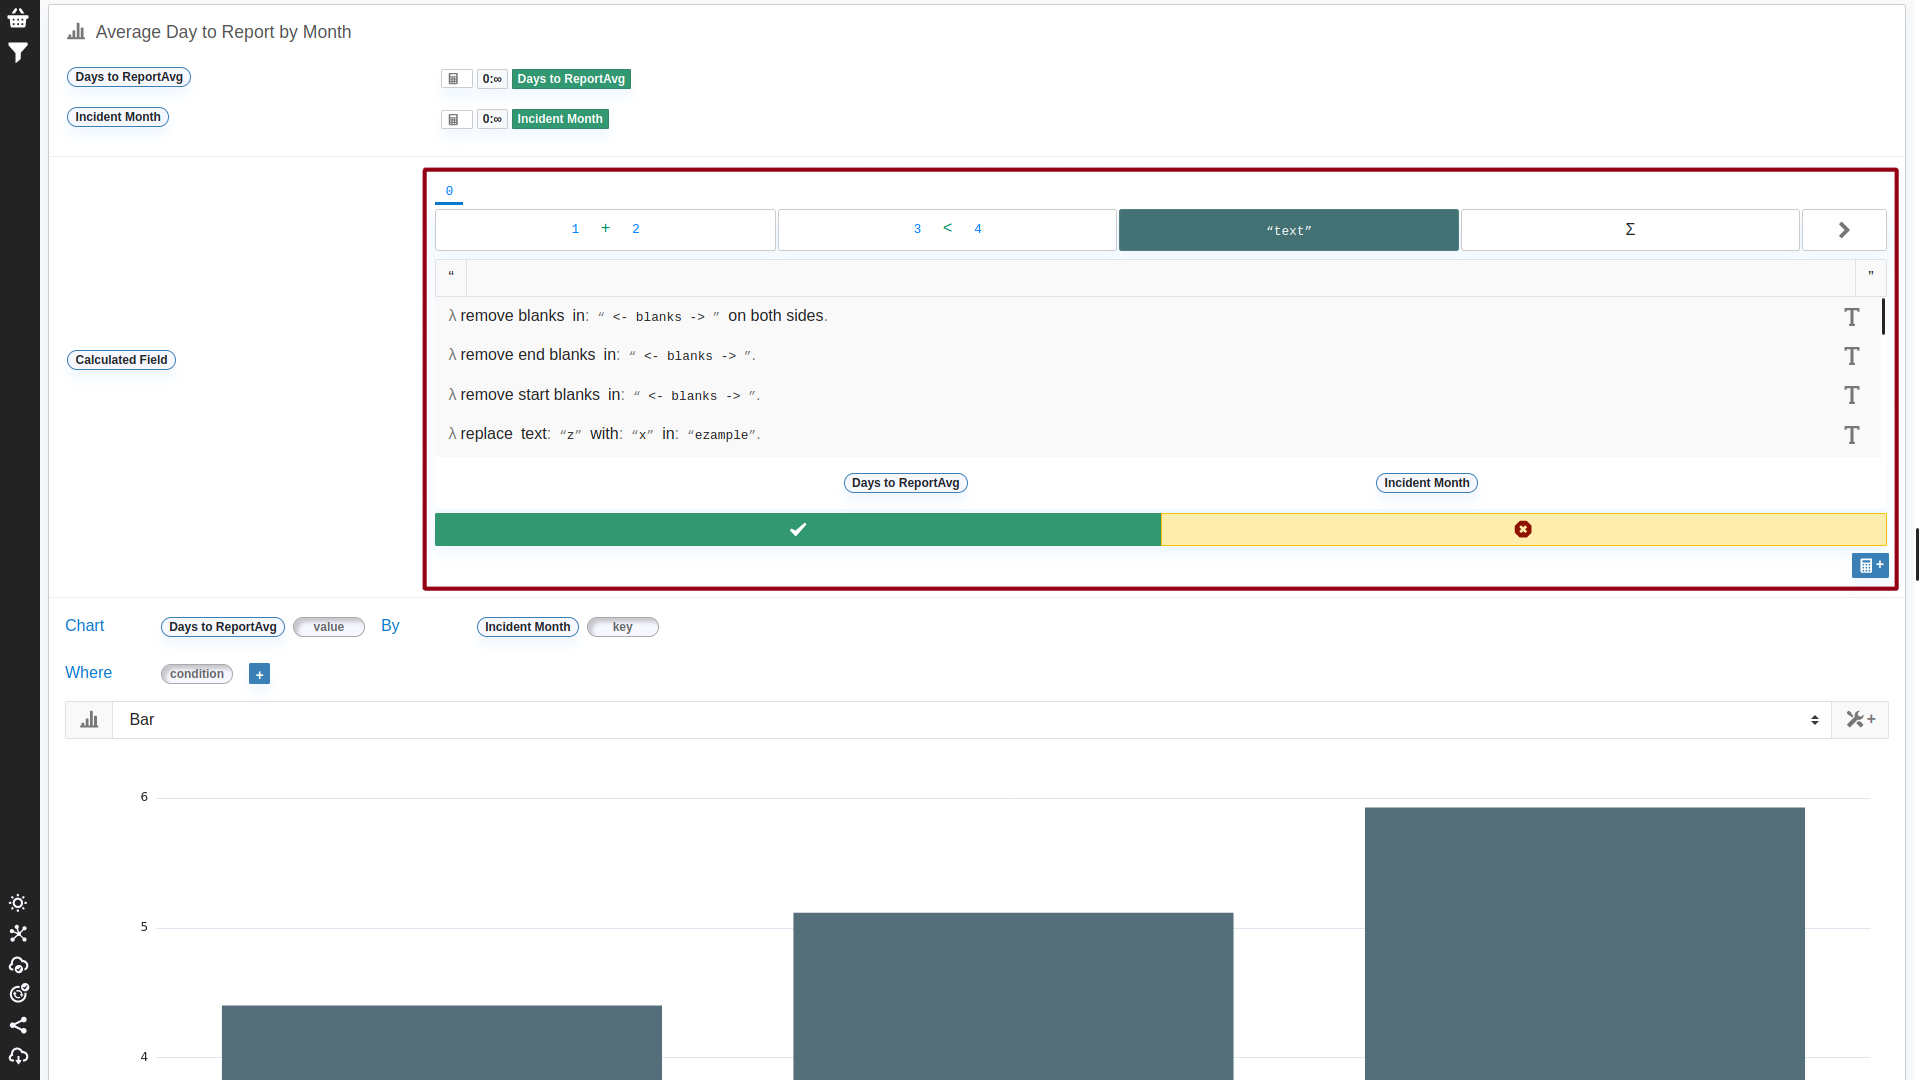 Average Day to Report by Month
Days to ReportAvg 0:∞ Days to ReportAvg
Incident Month 0:∞ Incident Month
0
1 + 2 3 < 4 “text” Σ
“ ”
λ remove blanks in: “ <- blanks -> ” on both sides. T
λ remove end blanks in: “ <- blanks -> ”. T
Calculated Field
λ remove start blanks in: “ <- blanks -> ”. T
λ replace text: “z” with: “x” in: “ezample”. T
Days to ReportAvg Incident Month
+
Chart Days to ReportAvg value By Incident Month key
Where condition +
Bar +
6
5
4